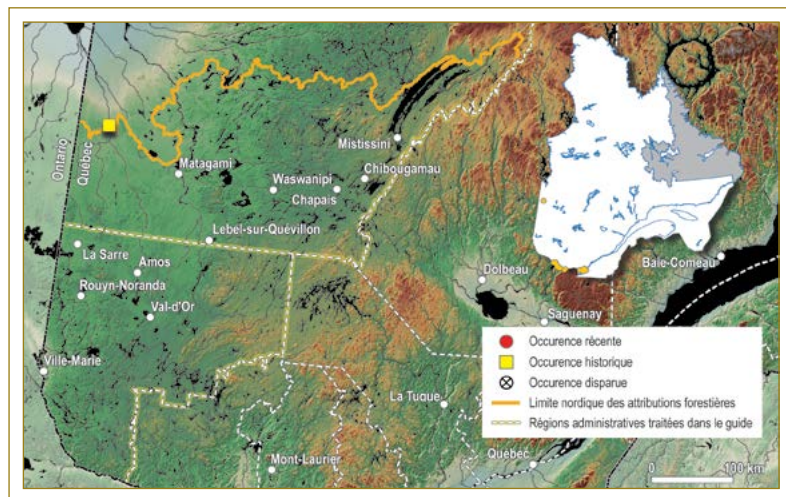 Ontario
Québec
Mistissini
Matagami
Chibougamau
Waswanipi
Chapais
Lebel-sur-Quévillon
La Sarre
Amos
Dolbeau
Baie-Comeau
Rouyn-Noranda
Val-d'Or
Saguenay
Ville-Marie
La Tuque
Mont-Laurier
Québec
Occurence récente
Occurence historique
Occurence disparue
Limite nordique des attributions forestières
Régions administratives traitées dans le guide
0 100 km